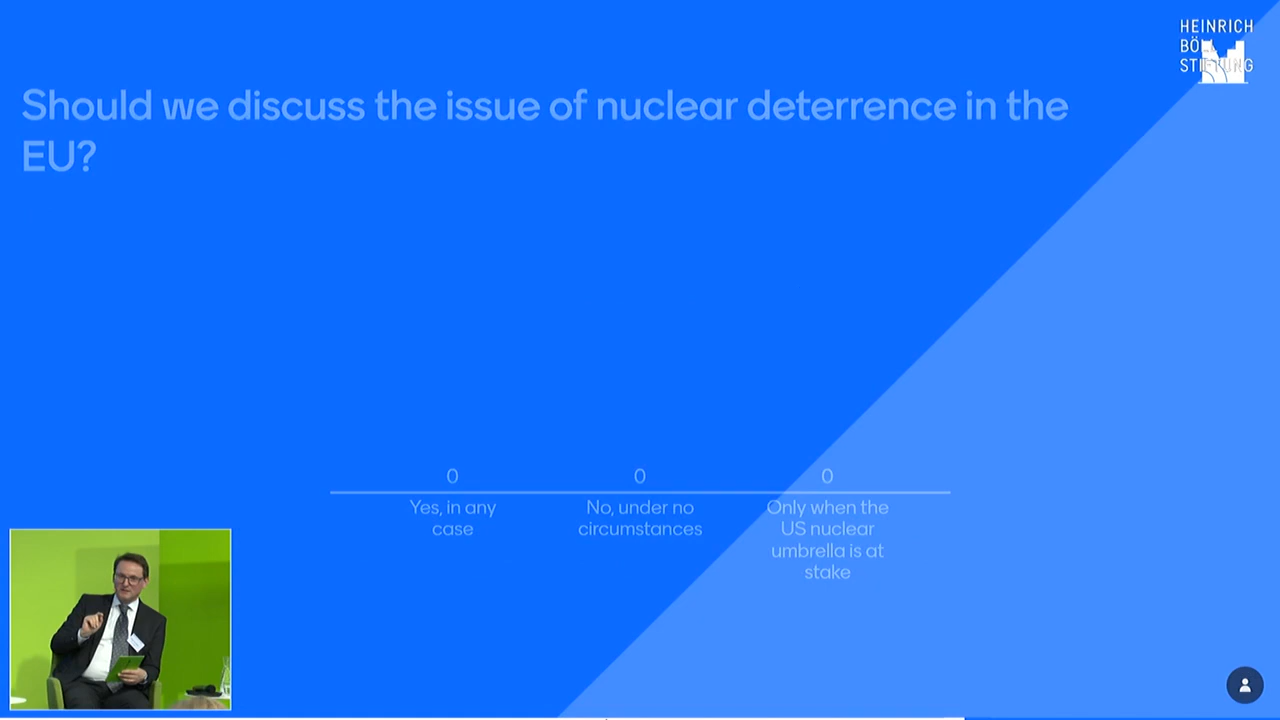 HEINRICH
BÖLL
STIFTUNG
Should we discuss the issue of nuclear deterrence in the
EU?
0
0
0
Yes, in any
case
No, under no
circumstances
Only when the
US nuclear
umbrella is at
stake